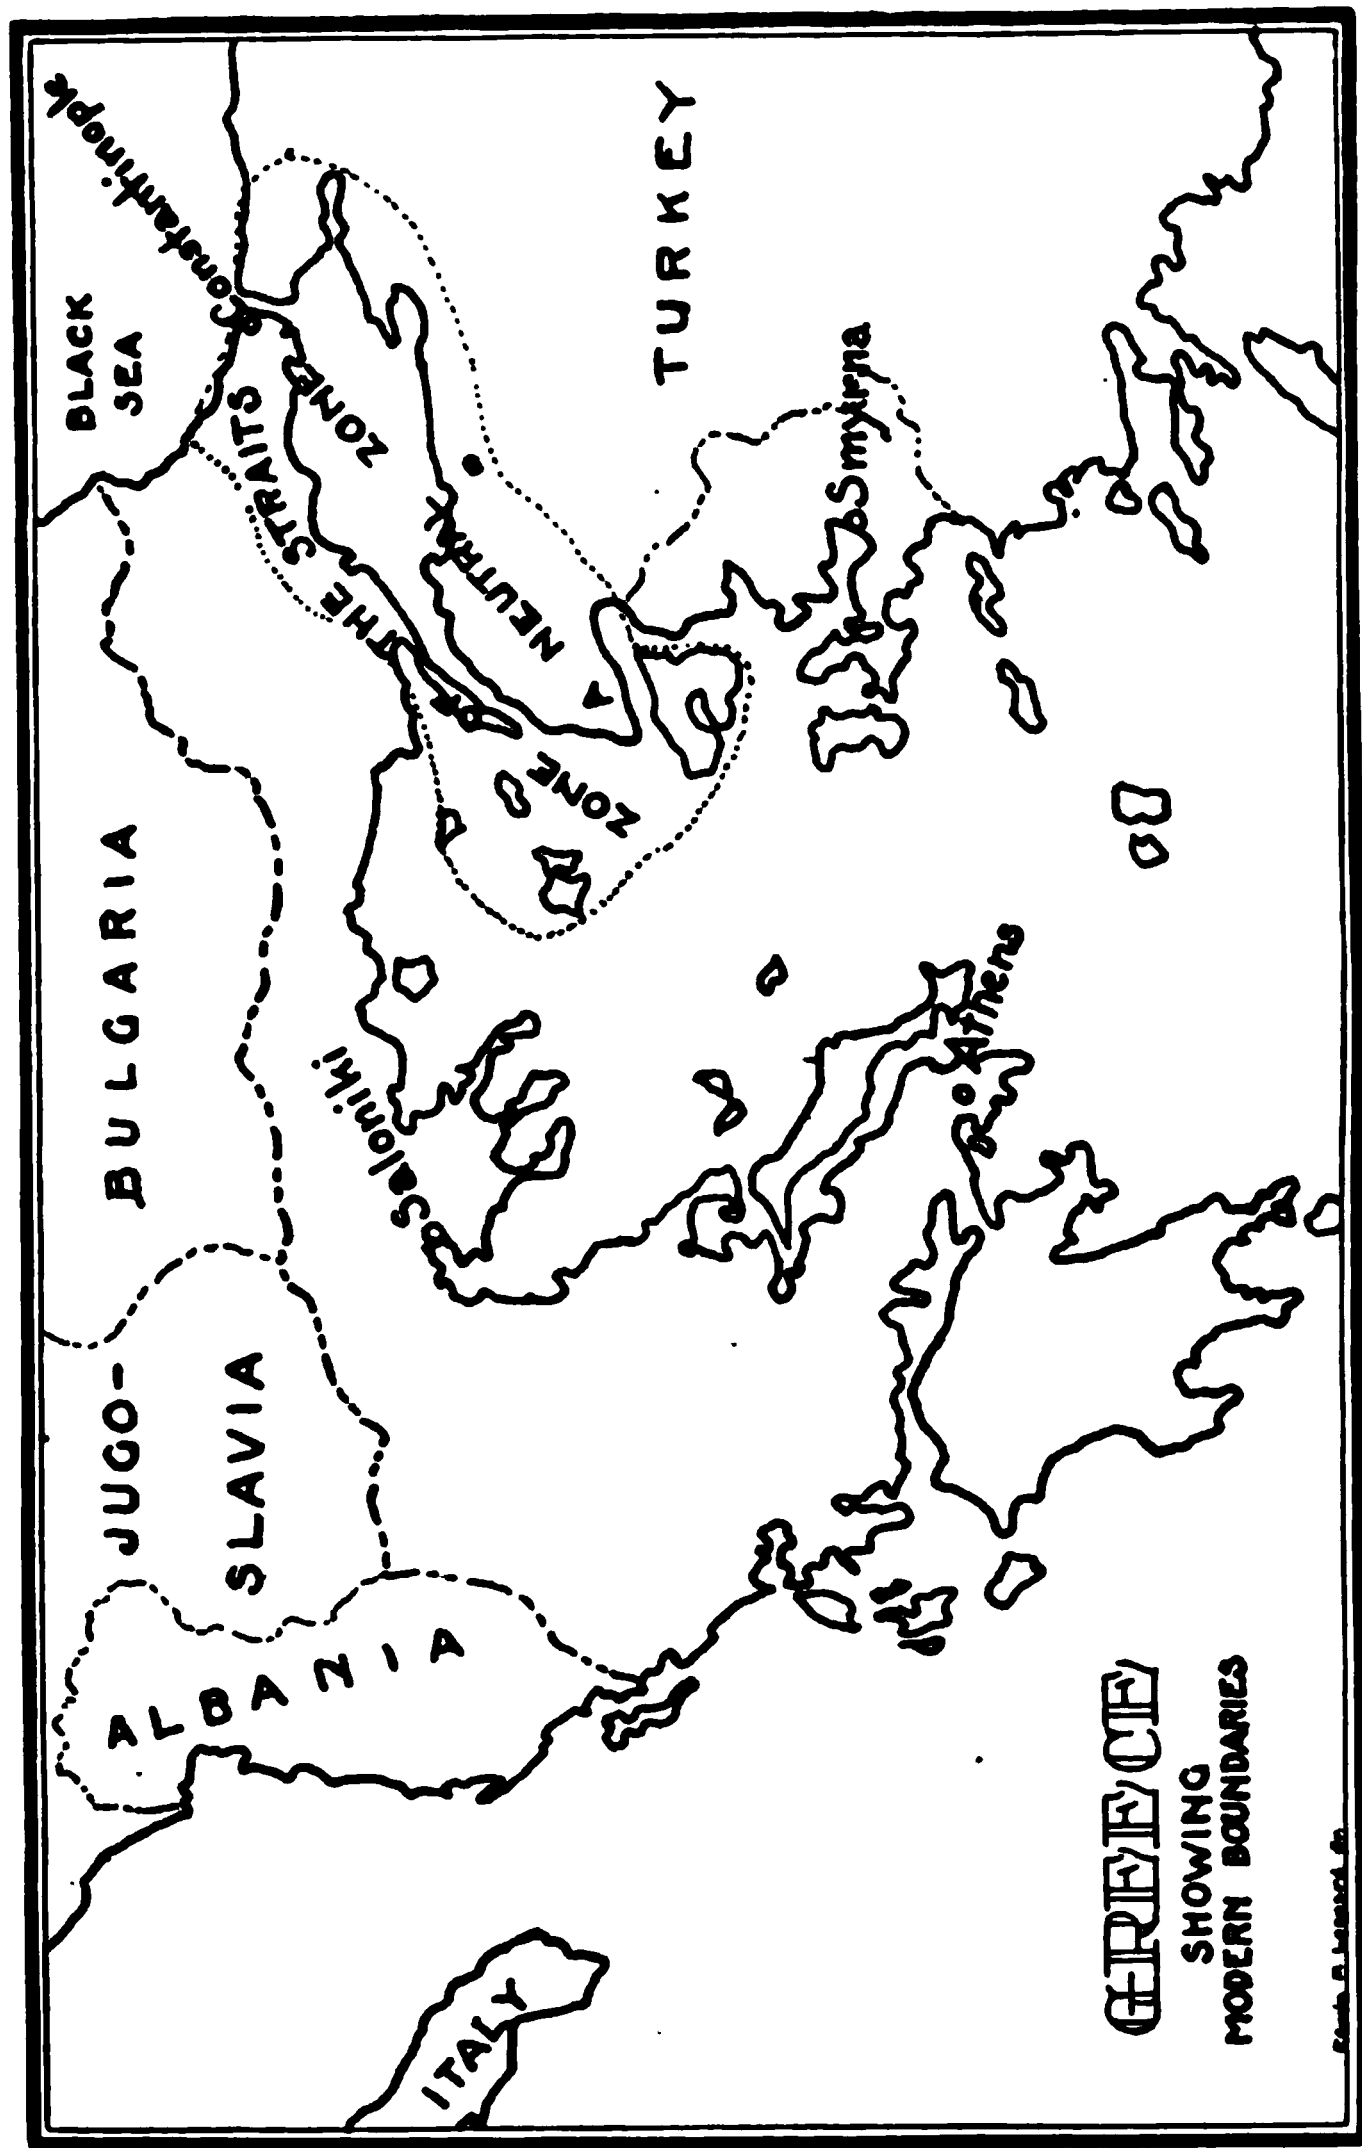 Constantinople
BLACK
SEA
BULGARIA
JUGO-
SLAVIA
ALBANIA
ITALY
Saloniki
THE STRAITS
ZONE
NEUTRAL
ZONE
A
TURKEY
Smyrna
Athens
GREECE
SHOWING
MODERN BOUNDARIES